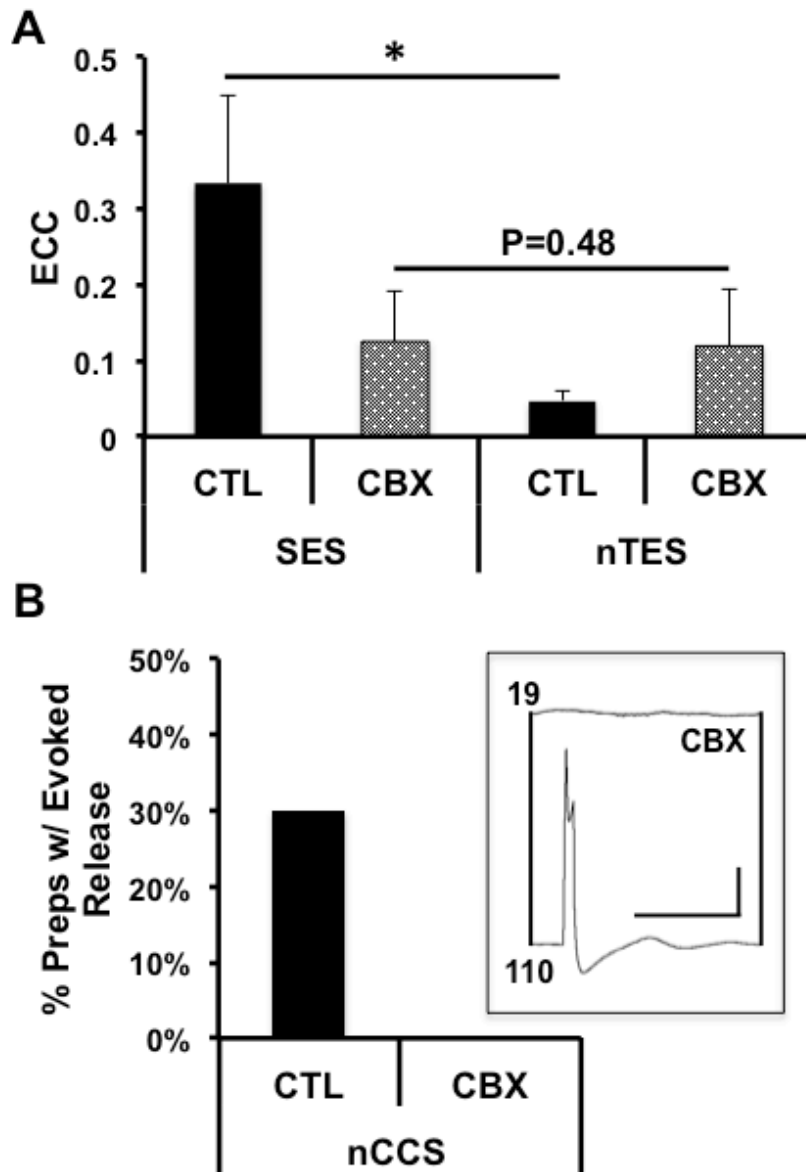 A
0.5
*
0.4
0.3
ECC
P=0.48
0.2
0.1
0
CTL CBX CTL CBX
SES nTES
B
50%
19
CBX
40%
% Preps w/ Evoked
Release
30%
20%
10%
110
0%
CTL CBX
nCCS